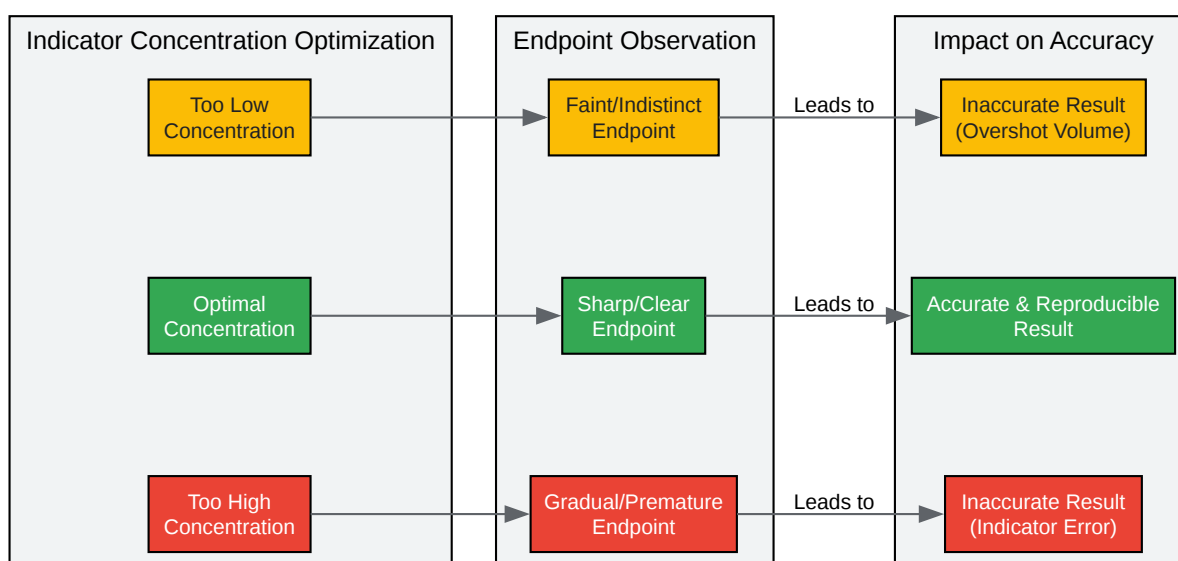 Indicator Concentration Optimization
Endpoint Observation
Impact on Accuracy
Too Low
Concentration
Faint/Indistinct
Endpoint
Leads to
Inaccurate Result
(Overshot Volume)
Optimal
Concentration
Sharp/Clear
Endpoint
Leads to
Accurate & Reproducible
Result
Too High
Concentration
Gradual/Premature
Endpoint
Leads to
Inaccurate Result
(Indicator Error)